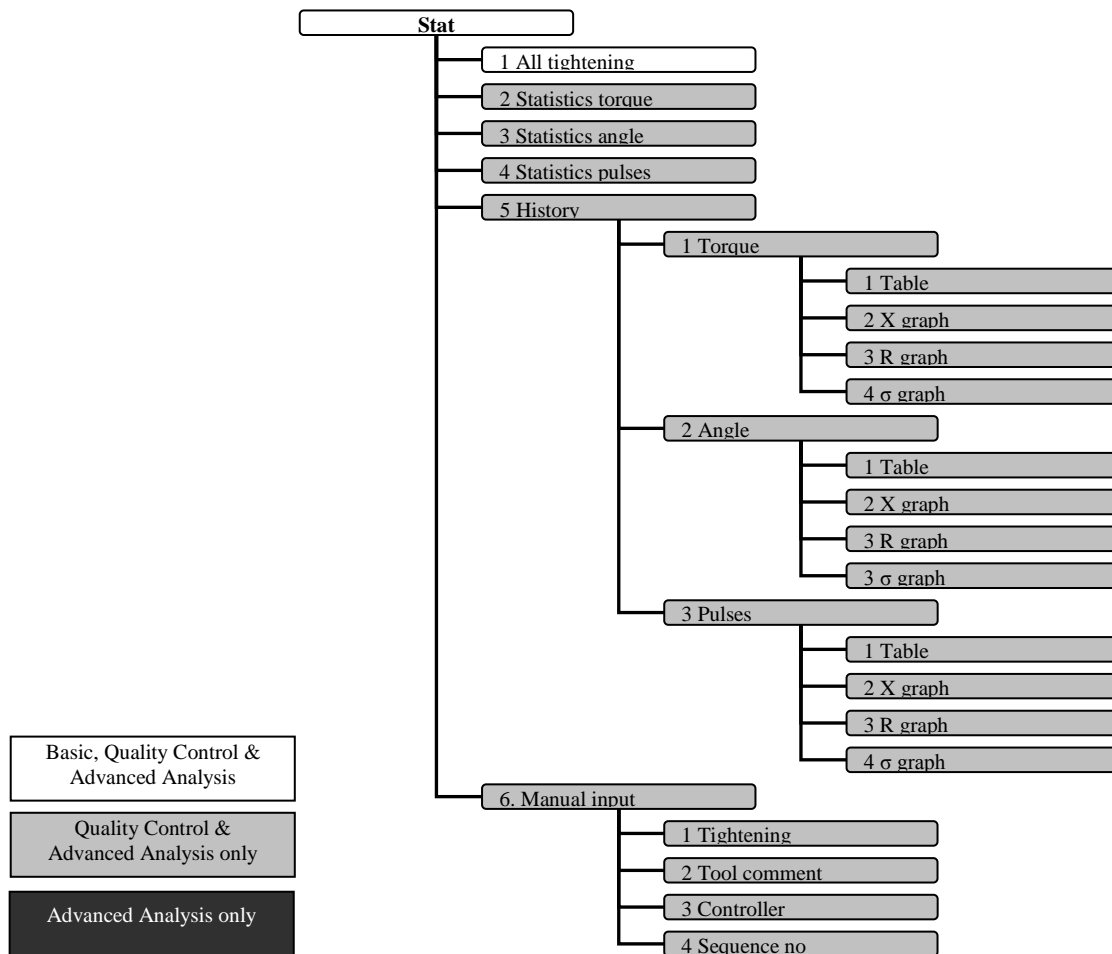 Stat
1 All tightening
2 Statistics torque
3 Statistics angle
4 Statistics pulses
5 History
1 Torque
1 Table
2 X graph
3 R graph
4 σ graph
2 Angle
1 Table
2 X graph
3 R graph
3 σ graph
3 Pulses
1 Table
2 X graph
3 R graph
4 σ graph
6. Manual input
1 Tightening
2 Tool comment
3 Controller
4 Sequence no
Basic, Quality Control &
Advanced Analysis
Quality Control &
Advanced Analysis only
Advanced Analysis only